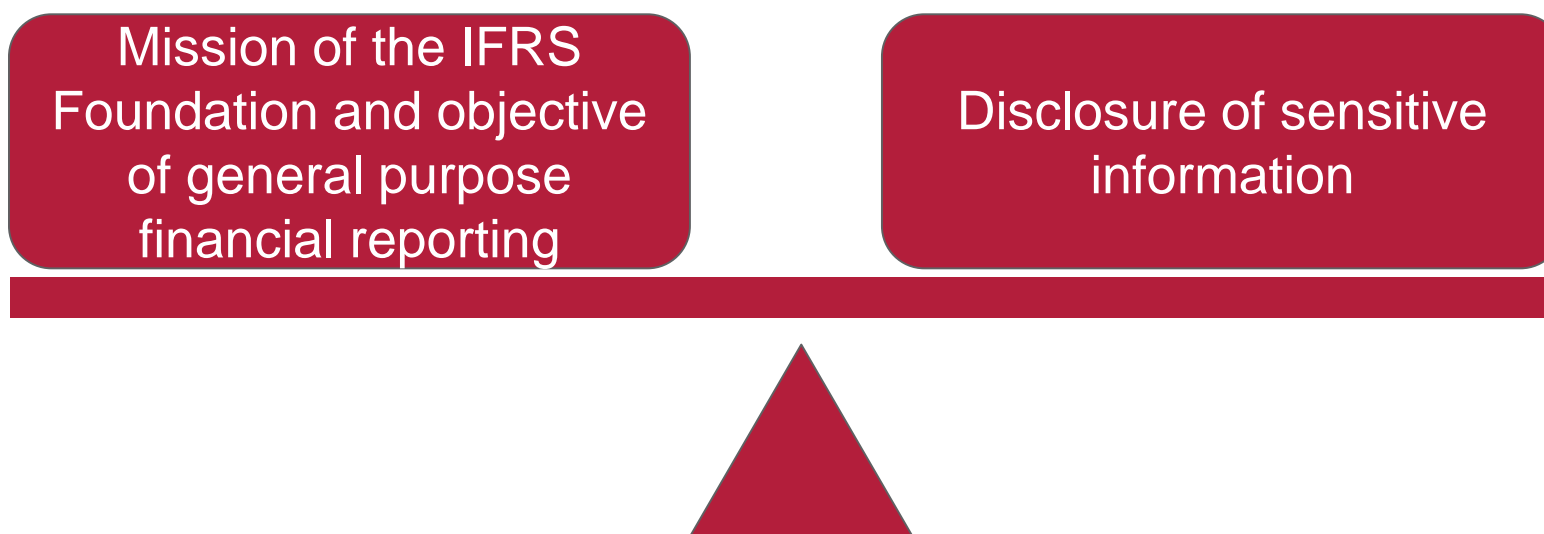 Mission of the IFRS
Foundation and objective
of general purpose
financial reporting
Disclosure of sensitive
information